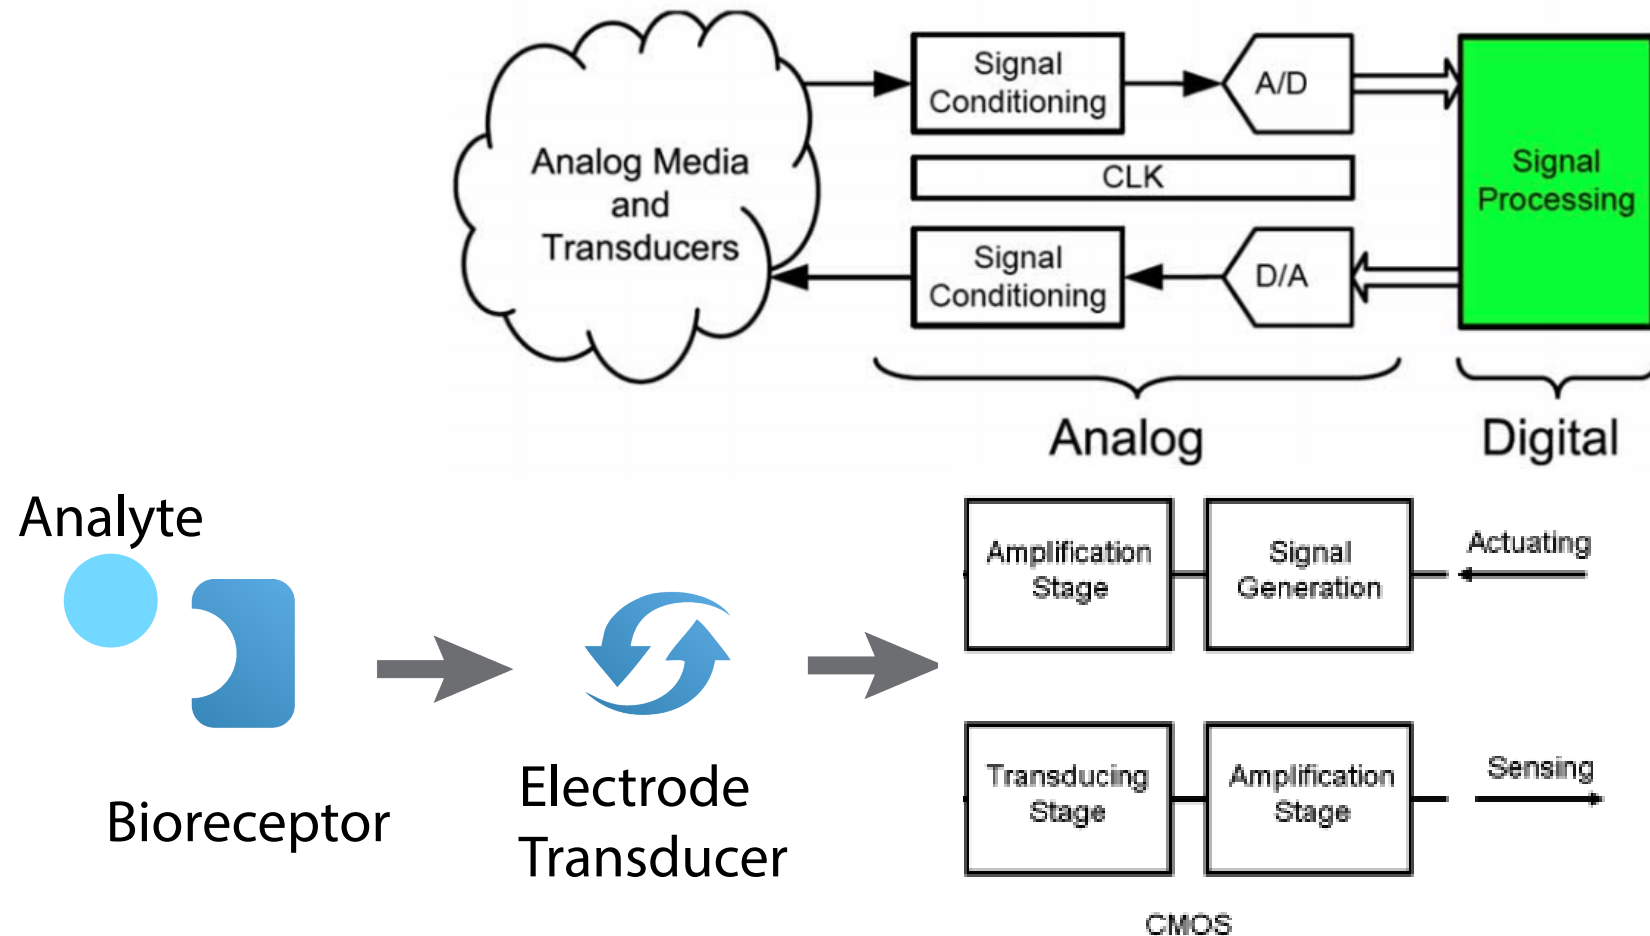 Analog Media
and
Transducers
Signal
Conditioning
A/D
CLK
Signal
Conditioning
D/A
Signal
Processing
Analog
Digital
Analyte
Bioreceptor
Electrode
Transducer
Amplification
Stage
Signal
Generation
Actuating
Transducing
Stage
Amplification
Stage
Sensing
CMOS